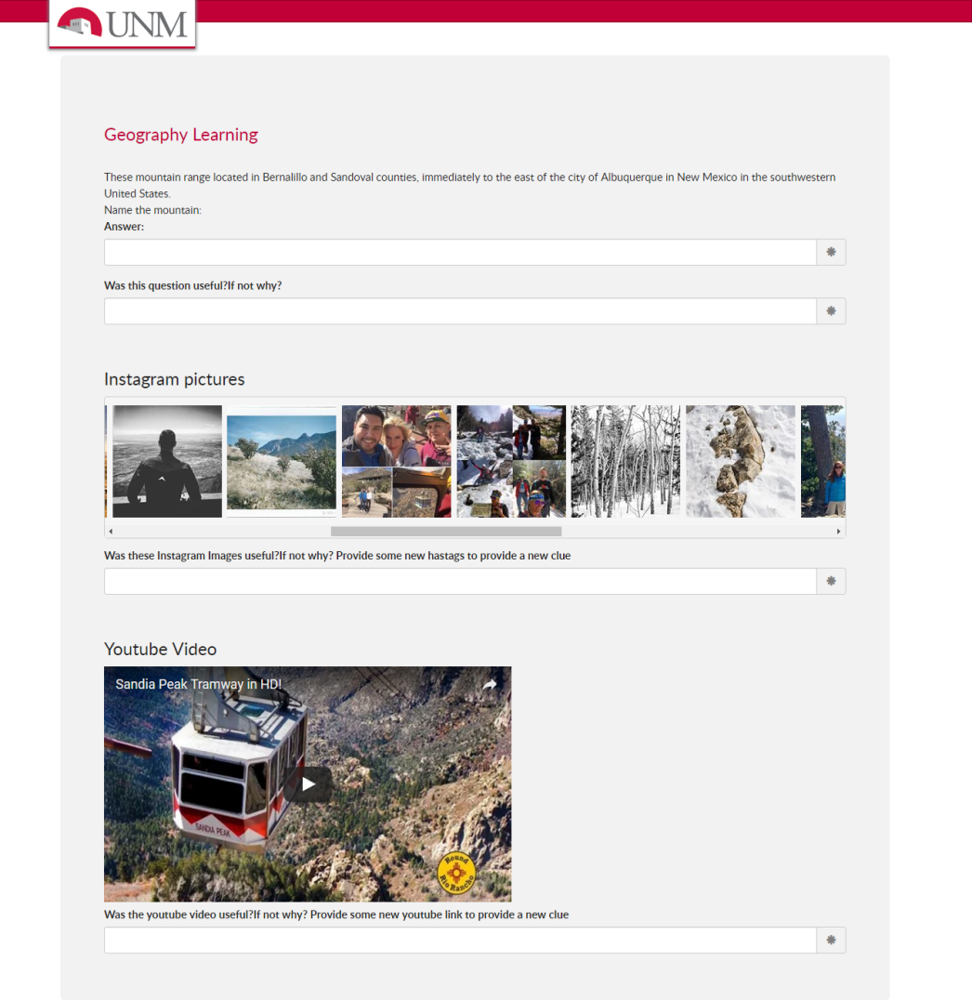 UNM
Geography Learning
These mountain range located in Bernalillo and Sandoval counties, immediately to the east of the city of Albuquerque in New Mexico in the southwestern
United States.
Name the mountain:
Answer:
Was this question useful?If not why?
Instagram pictures
Was these Instagram Images useful?If not why? Provide some new hastags to provide a new clue
Youtube Video
Sandia Peak Tramway in HD!
SANDIA PEAK
Round
Rio Rancho
Was the youtube video useful?If not why? Provide some new youtube link to provide a new clue